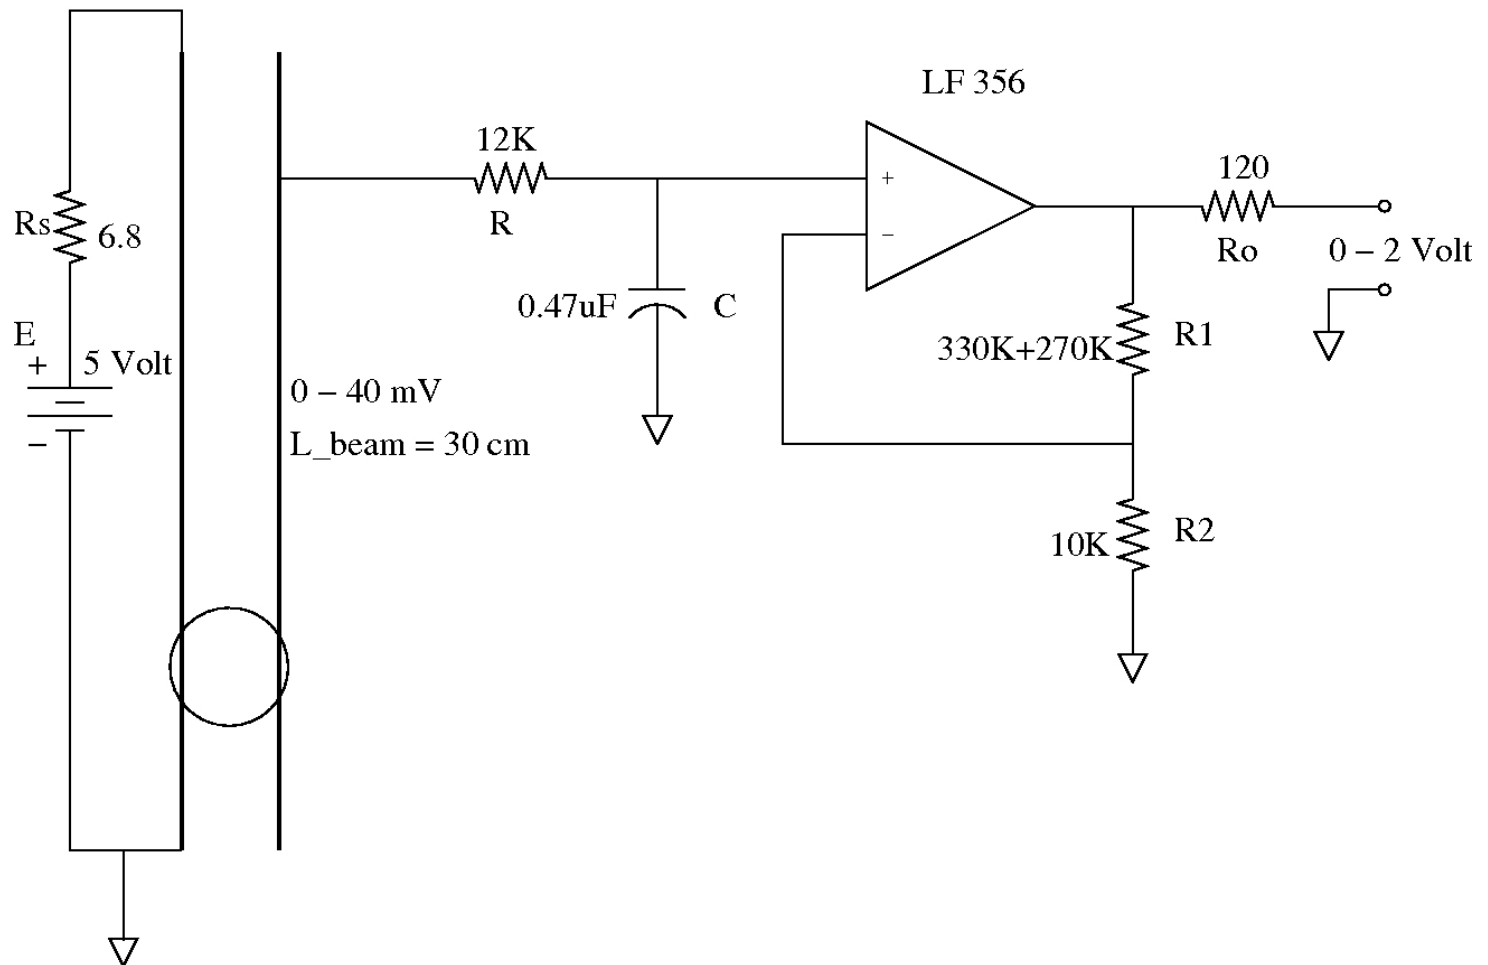 LF 356
12K
120
+
Rs
6.8
R
−
Ro
0 – 2 Volt
0.47uF
C
E
+
5 Volt
330K+270K
R1
0 – 40 mV
−
L_beam = 30 cm
10K
R2